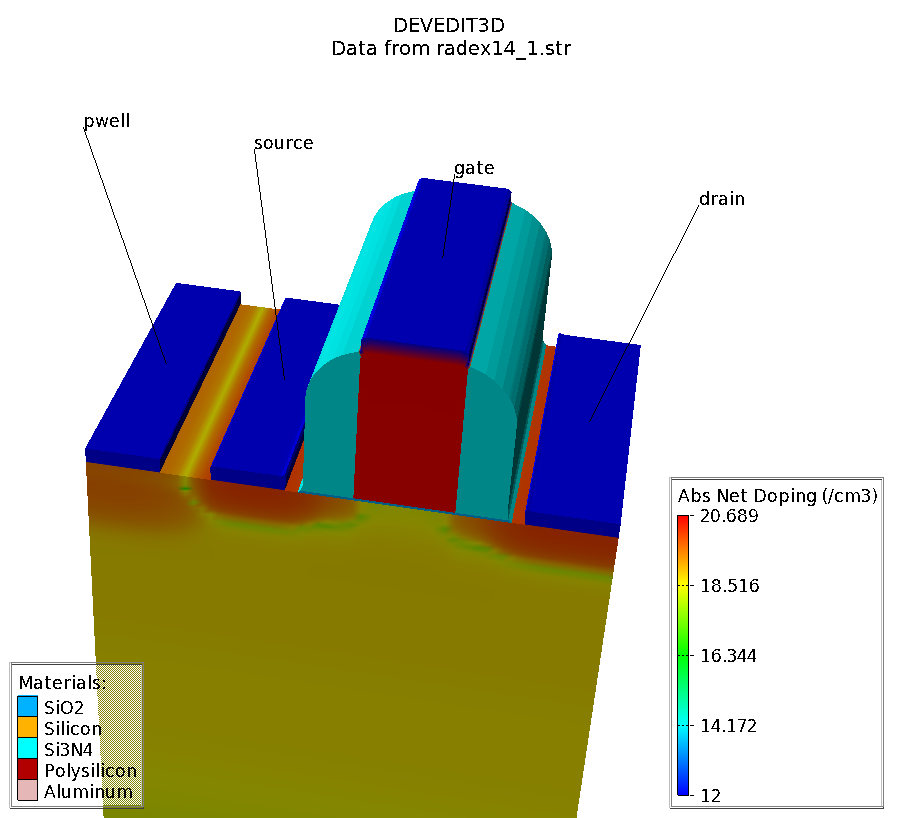 DEVEDIT3D
Data from radex14_1.str
pwell
source
gate
drain
Abs Net Doping (/cm3)
20.689
18.516
16.344
14.172
12
Materials:
SiO2
Silicon
Si3N4
Polysilicon
Aluminum